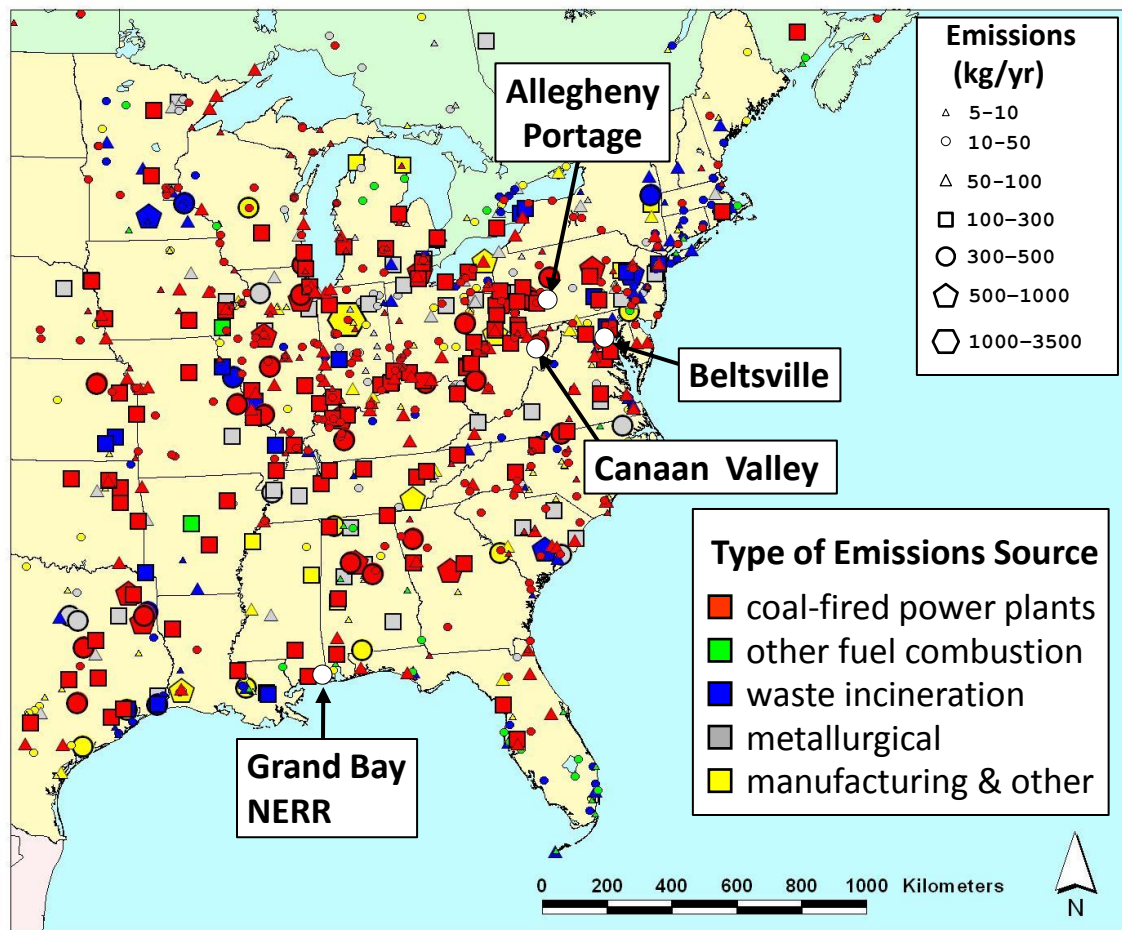 Emissions
(kg/yr)
5–10
10–50
50–100
100–300
300–500
500–1000
1000–3500
Allegheny
Portage
Beltsville
Canaan Valley
Type of Emissions Source
coal-fired power plants
other fuel combustion
waste incineration
metallurgical
manufacturing & other
Grand Bay
NERR
0 200 400 600 800 1000 Kilometers
N